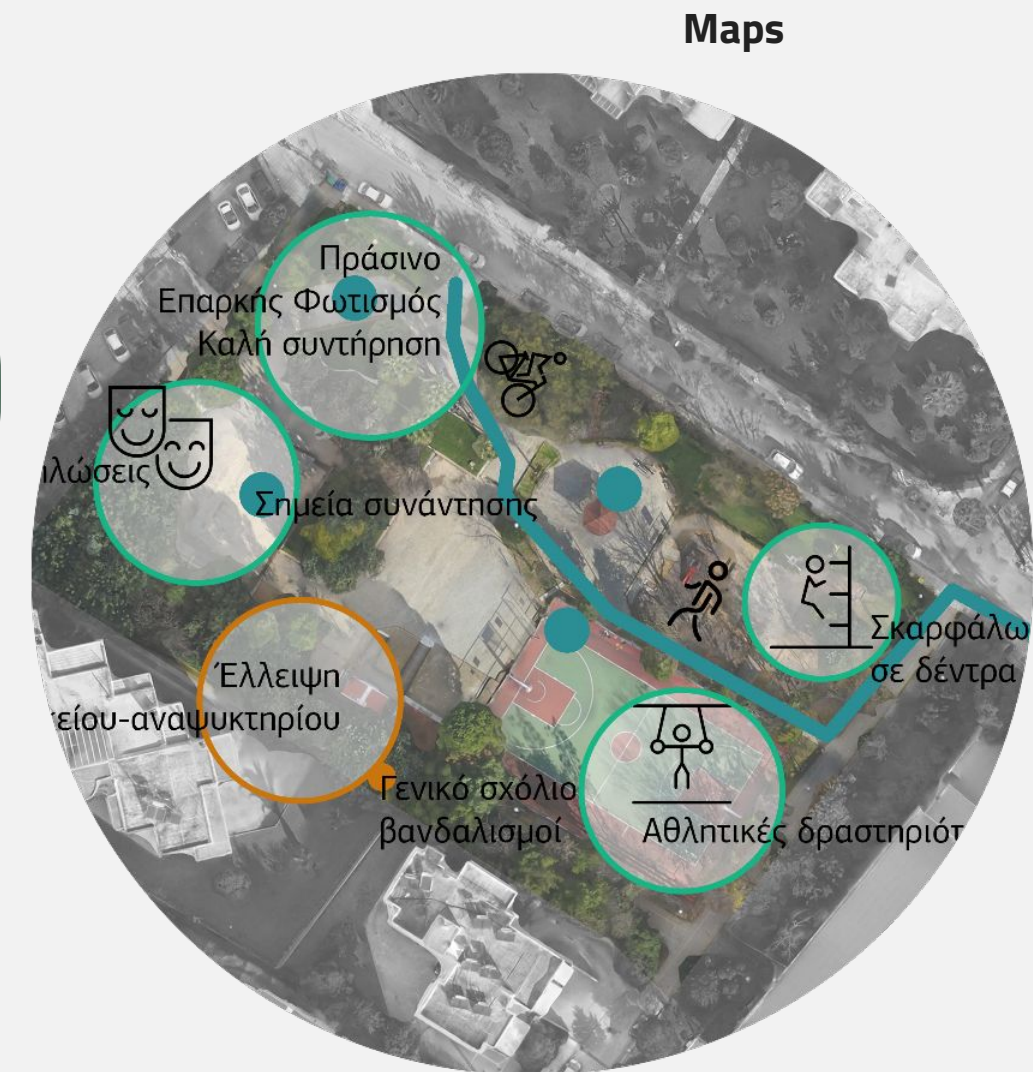 Maps
Πράσινο
Επαρκής Φωτισμός
Καλή συντήρηση
Σημεία συνάντησης
Σκαρφάλω
σε δέντρα
Έλλειψη
είου-αναψυκτηρίου
Γενικό σχόλιο
βανδαλισμοί
Αθλητικές δραστηριότ